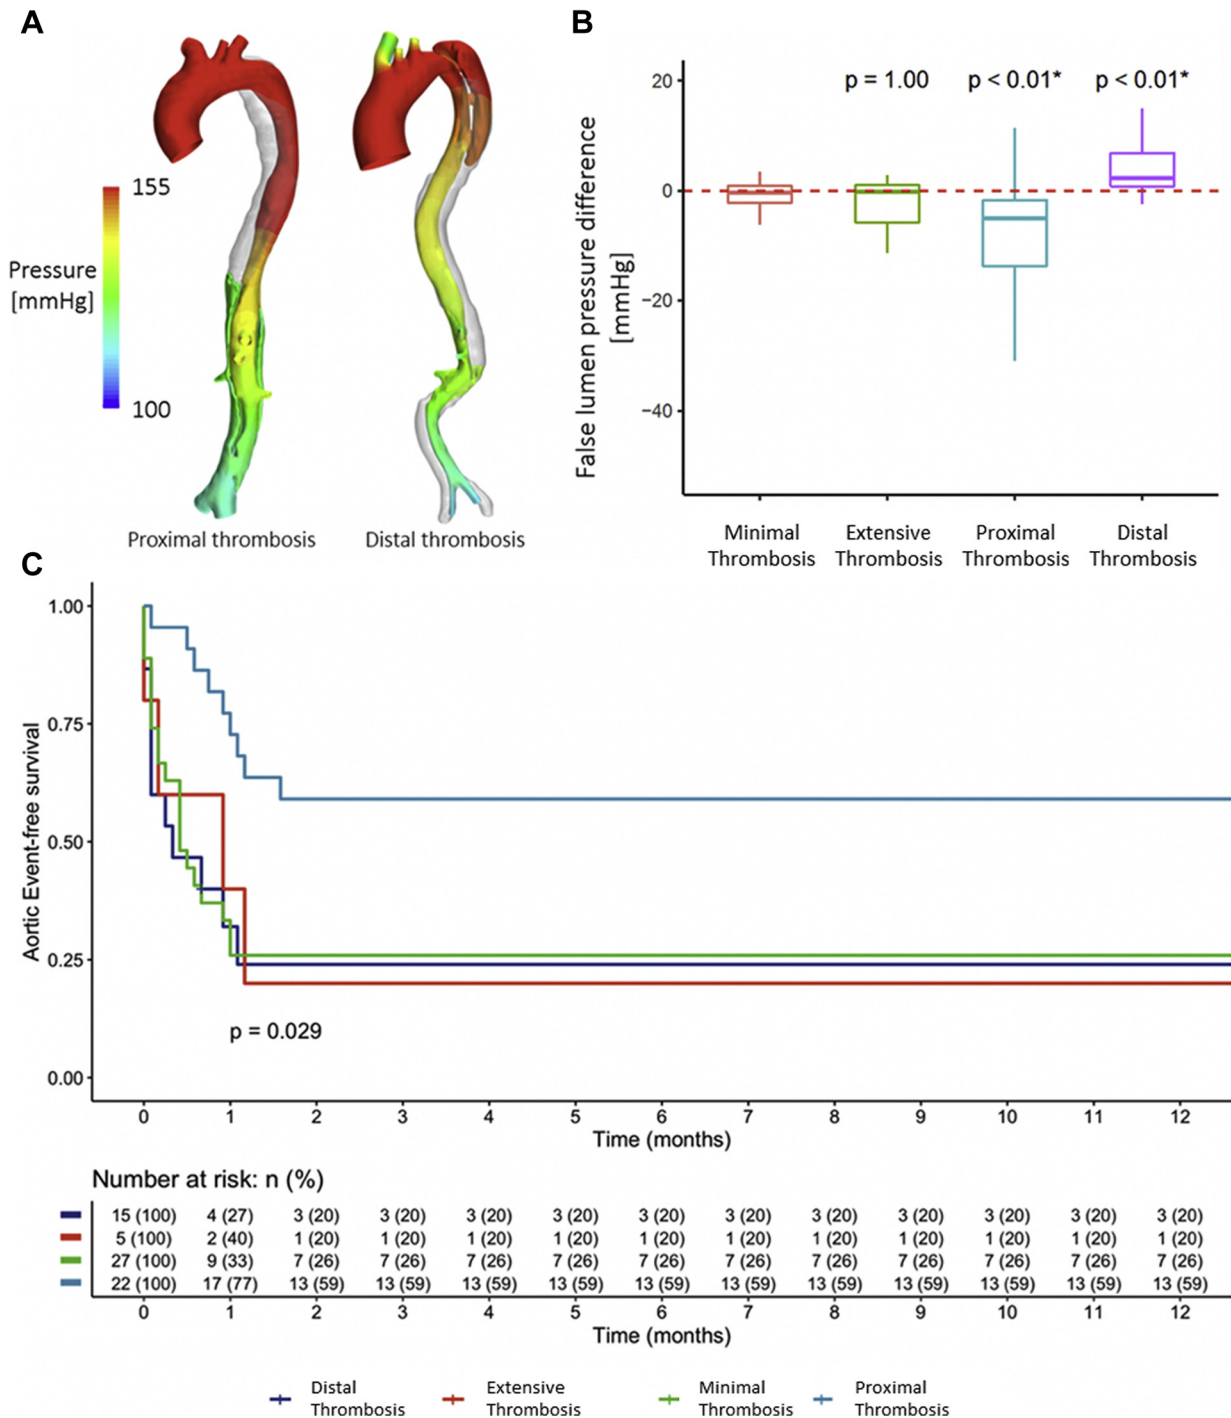 A
155
Pressure
[mmHg]
100
Proximal thrombosis
Distal thrombosis
B
False lumen pressure difference
[mmHg]
20
0
−20
−40
p = 1.00
p < 0.01*
p < 0.01*
Minimal
Thrombosis
Extensive
Thrombosis
Proximal
Thrombosis
Distal
Thrombosis
C
Aortic Event-free survival
1.00
0.75
0.50
0.25
0.00
p = 0.029
0 1 2 3 4 5 6 7 8 9 10 11 12
Time (months)
Number at risk: n (%)
15 (100) 4 (27) 3 (20) 3 (20) 3 (20) 3 (20) 3 (20) 3 (20) 3 (20) 3 (20) 3 (20) 3 (20) 3 (20)
5 (100) 2 (40) 1 (20) 1 (20) 1 (20) 1 (20) 1 (20) 1 (20) 1 (20) 1 (20) 1 (20) 1 (20) 1 (20)
27 (100) 9 (33) 7 (26) 7 (26) 7 (26) 7 (26) 7 (26) 7 (26) 7 (26) 7 (26) 7 (26) 7 (26) 7 (26)
22 (100) 17 (77) 13 (59) 13 (59) 13 (59) 13 (59) 13 (59) 13 (59) 13 (59) 13 (59) 13 (59) 13 (59) 13 (59)
0 1 2 3 4 5 6 7 8 9 10 11 12
Time (months)
Distal
Thrombosis
Extensive
Thrombosis
Minimal
Thrombosis
Proximal
Thrombosis